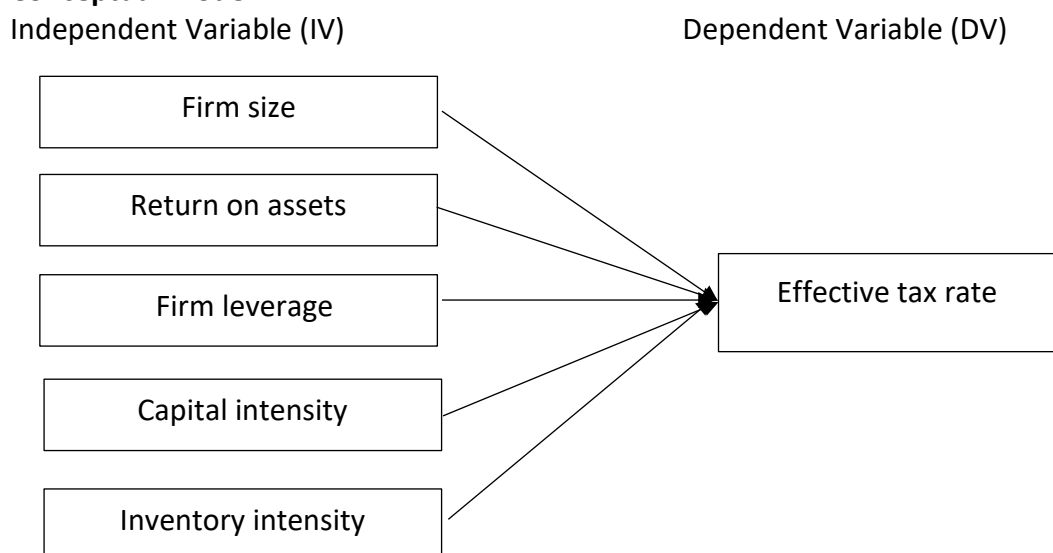 Independent Variable (IV) Dependent Variable (DV)
Firm size
Return on assets
Firm leverage
Effective tax rate
Capital intensity
Inventory intensity